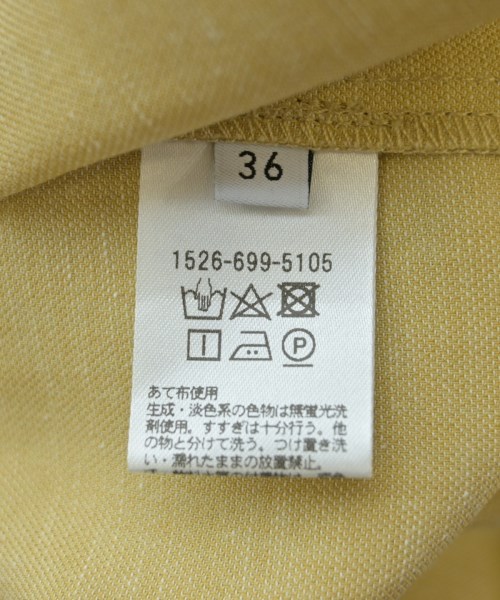 36
1526-699-5105
P
あて布使用
生成・淡色系の色物は無蛍光洗
剤使用。すすぎは十分行う。他
の物と分けて洗う。つけ置き洗
い・濡れたままの放置禁止。